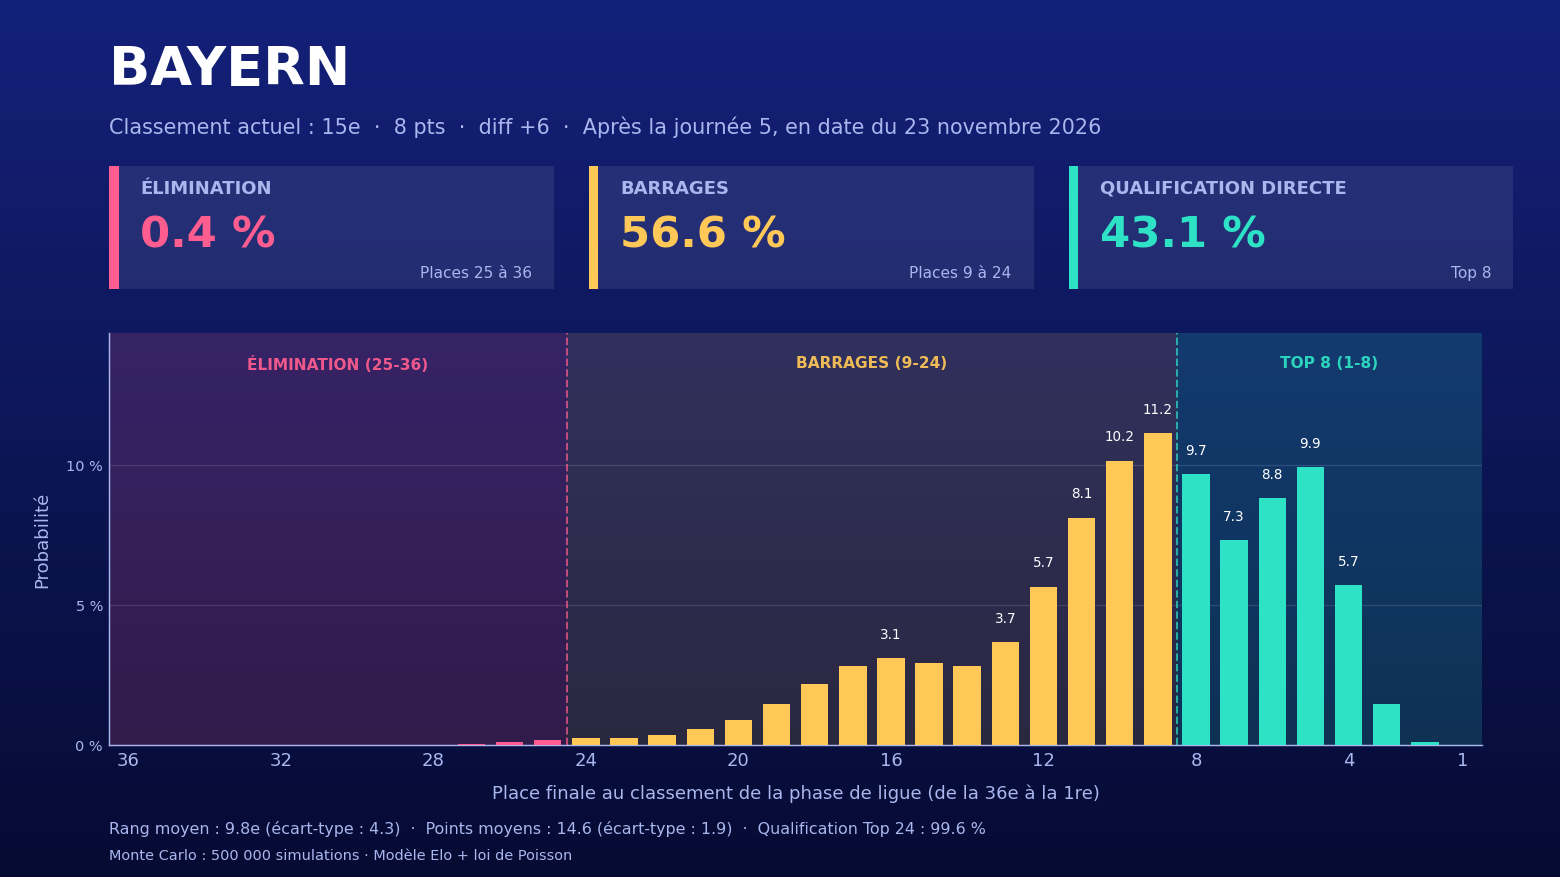 BAYERN
Classement actuel : 15e · 8 pts · diff +6 · Après la journée 5, en date du 23 novembre 2026
ÉLIMINATION
0.4 %
Places 25 à 36
BARRAGES
56.6 %
Places 9 à 24
QUALIFICATION DIRECTE
43.1 %
Top 8
ÉLIMINATION (25-36)
BARRAGES (9-24)
TOP 8 (1-8)
Probabilité
10 %
5 %
0 %
3.1
3.7
5.7
8.1
10.2
11.2
9.7
7.3
8.8
9.9
5.7
36 32 28 24 20 16 12 8 4 1
Place finale au classement de la phase de ligue (de la 36e à la 1re)
Rang moyen : 9.8e (écart-type : 4.3) · Points moyens : 14.6 (écart-type : 1.9) · Qualification Top 24 : 99.6 %
Monte Carlo : 500 000 simulations · Modèle Elo + loi de Poisson